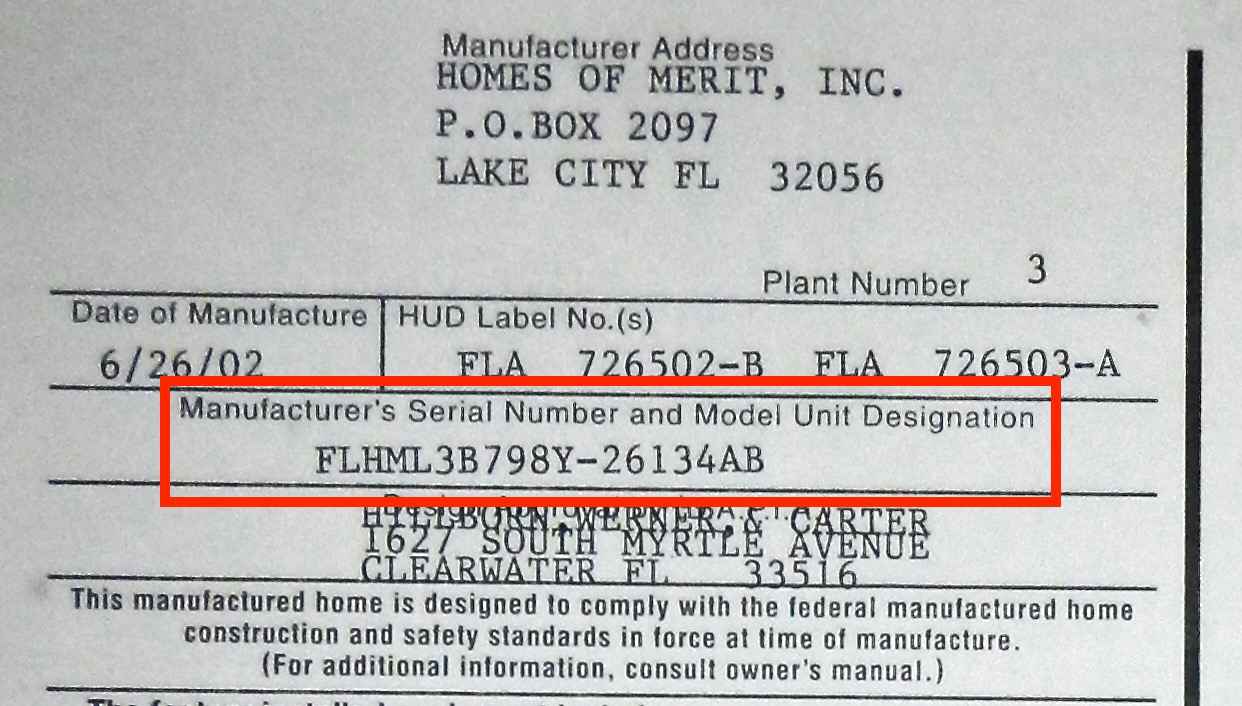 Manufacturer Address
HOMES OF MERIT, INC.
P.O.BOX 2097
LAKE CITY FL 32056
Plant Number 3
Date of Manufacture HUD Label No.(s)
6/26/02 FLA 726502-B FLA 726503-A
Manufacturer's Serial Number and Model Unit Designation
FLHML3B798Y-26134AB
HILLBORN,WERNER,& CARTER
1627 SOUTH MYRTLE AVENUE
CLEARWATER FL 33516
This manufactured home is designed to comply with the federal manufactured home
construction and safety standards in force at time of manufacture.
(For additional information, consult owner's manual.)